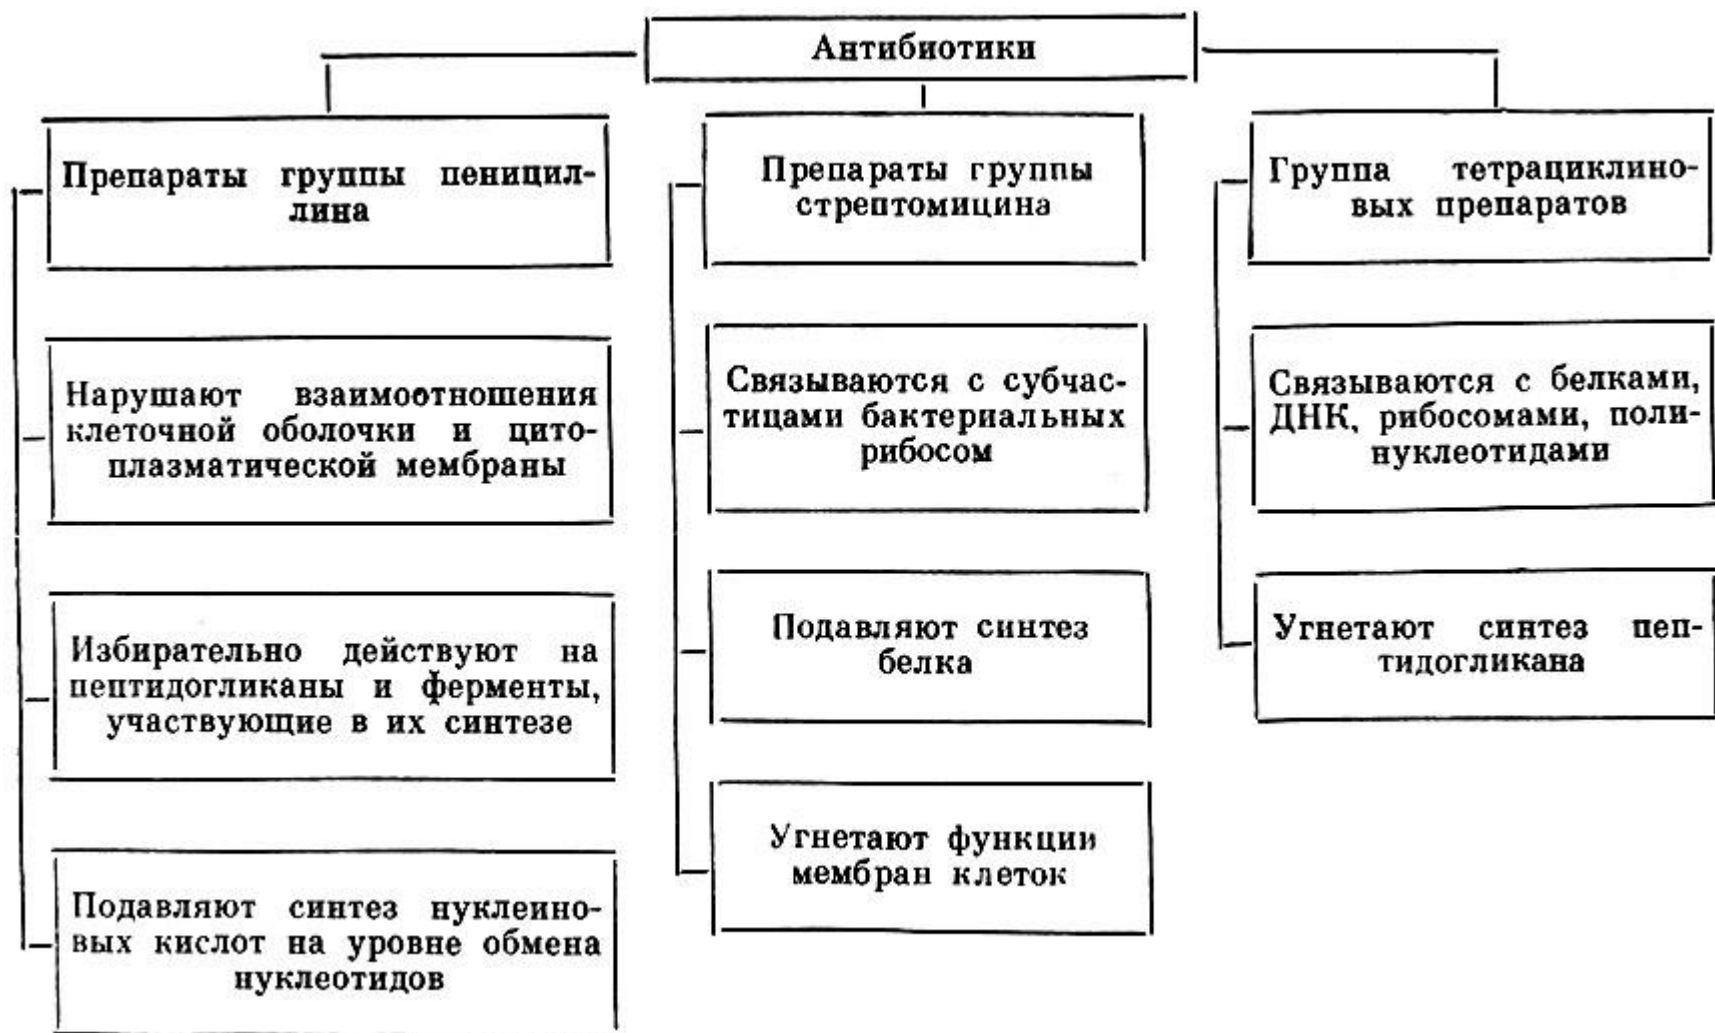 Антибиотики
Препараты группы пеницил-
лина
Нарушают взаимоотношения
клеточной оболочки и цито-
плазматической мембраны
Избирательно действуют на
пептидогликаны и ферменты,
участвующие в их синтезе
Подавляют синтез нуклеино-
вых кислот на уровне обмена
нуклеотидов
Препараты группы
стрептомицина
Связываются с субчас-
тицами бактериальных
рибосом
Подавляют синтез
белка
Угнетают функции
мембран клеток
Группа тетрациклино-
вых препаратов
Связываются с белками,
ДНК, рибосомами, поли-
нуклеотидами
Угнетают синтез пеп-
тидогликана